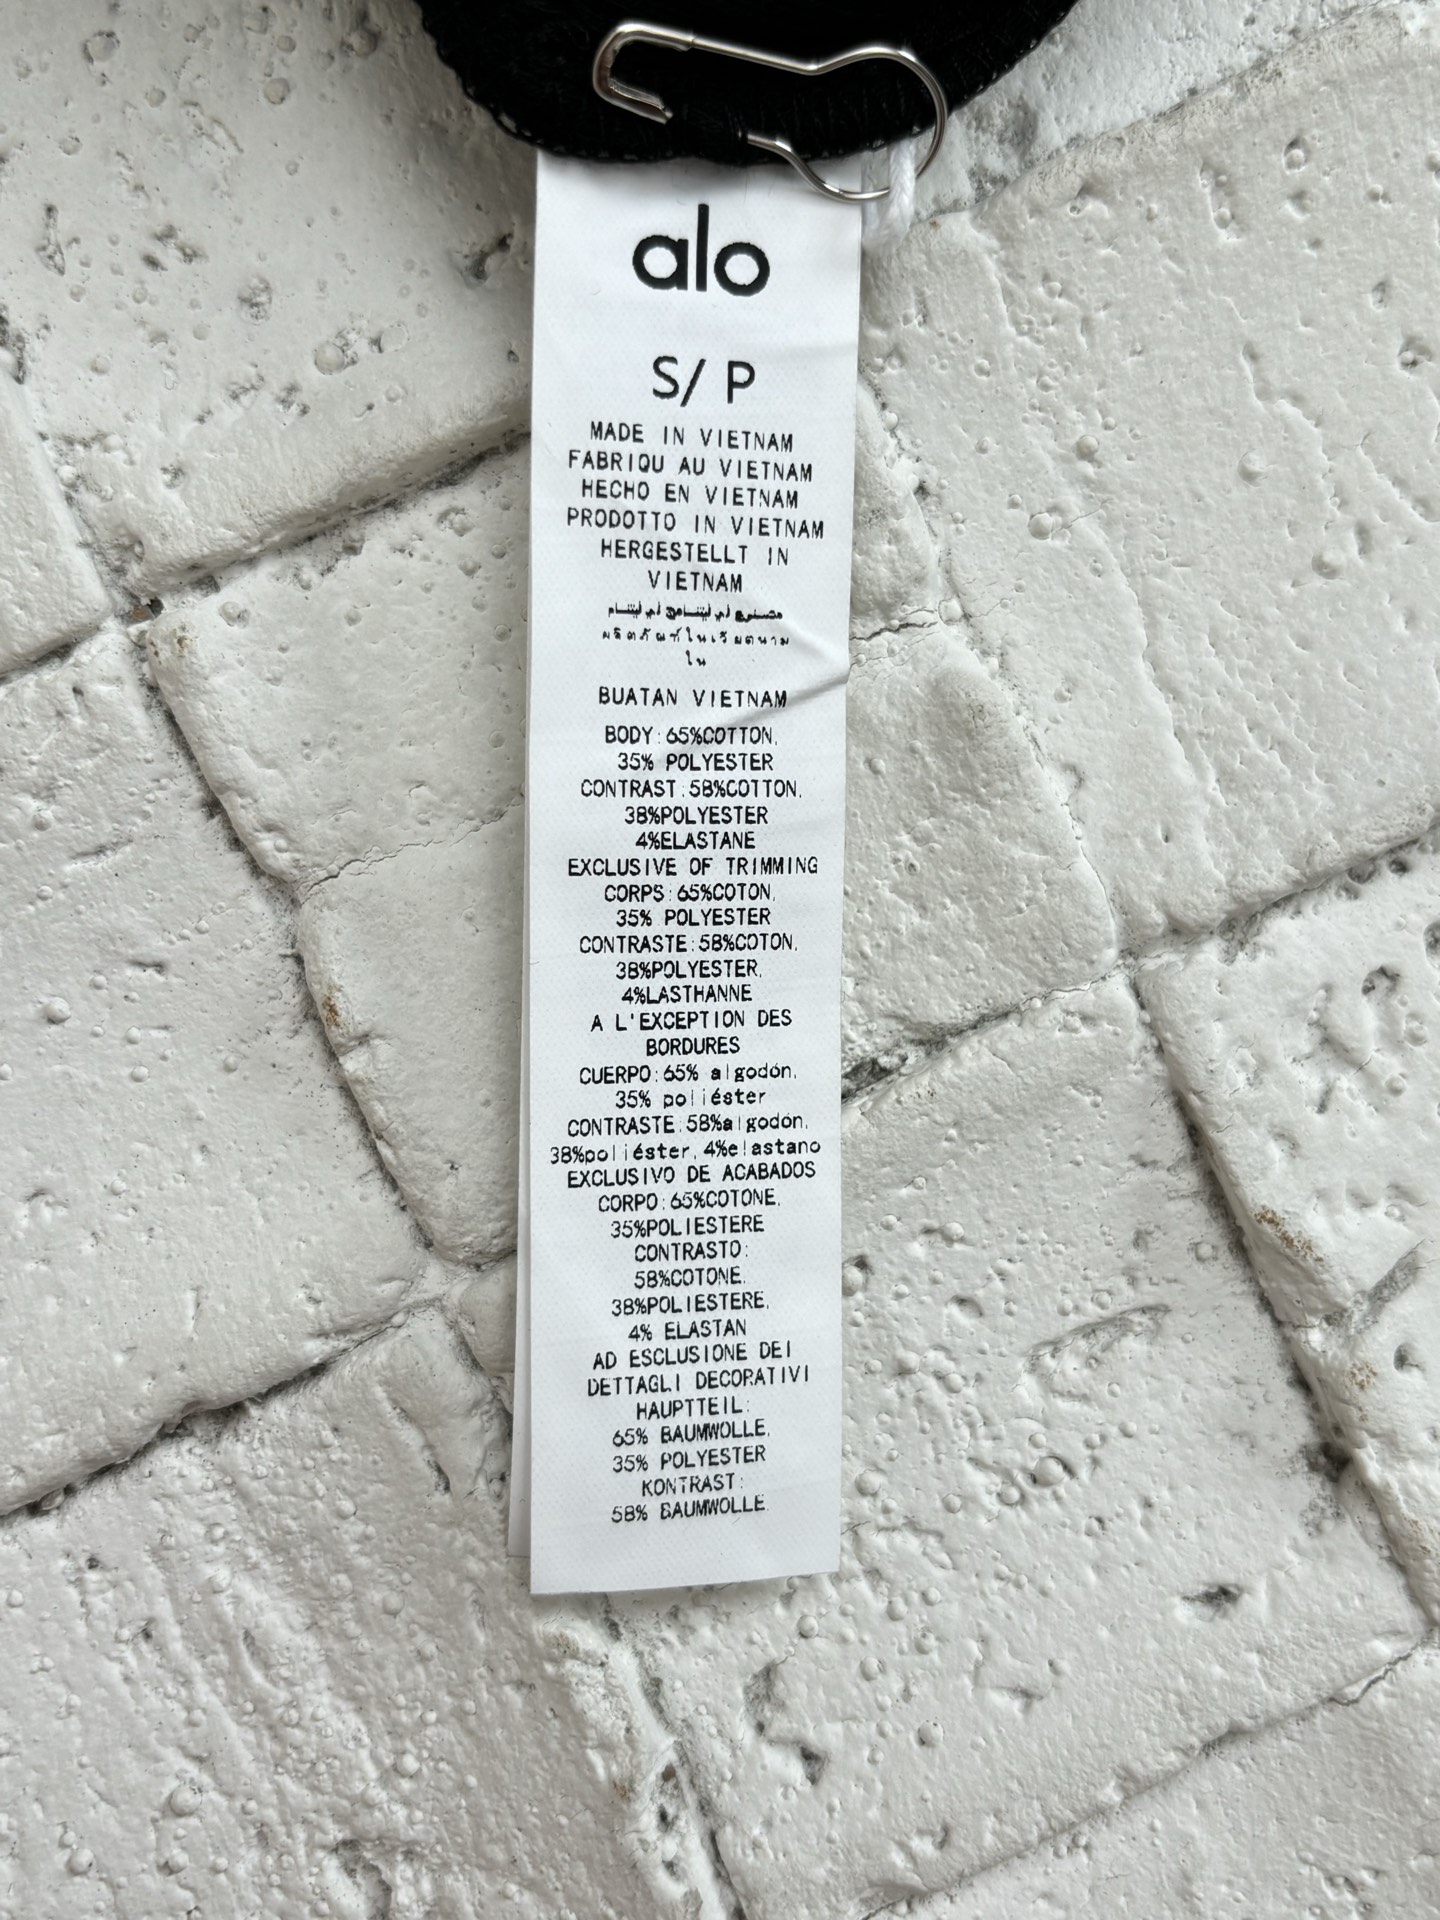 alo
S/ P
MADE IN VIETNAM
FABRIQU AU VIETNAM
HECHO EN VIETNAM
PRODOTTO IN VIETNAM
HERGESTELLT IN
VIETNAM
ใน
BUATAN VIETNAM
BODY:65%COTTON,
35% POLYESTER
CONTRAST:58%COTTON,
38%POLYESTER
4%ELASTANE
EXCLUSIVE OF TRIMMING
CORPS:65%COTON,
35% POLYESTER
CONTRASTE:58%COTON,
38%POLYESTER,
4%LASTHANNE
A L'EXCEPTION DES
BORDURES
CUERPO:65% algodón,
35% poliéster
CONTRASTE:58%algodón,
38%poliéster,4%elastano
EXCLUSIVO DE ACABADOS
CORPO:65%COTONE,
35%POLIESTERE
CONTRASTO:
58%COTONE,
38%POLIESTERE,
4% ELASTAN
AD ESCLUSIONE DEI
DETTAGLI DECORATIVI
HAUPTTEIL:
65% BAUMWOLLE,
35% POLYESTER
KONTRAST:
58% BAUMWOLLE,